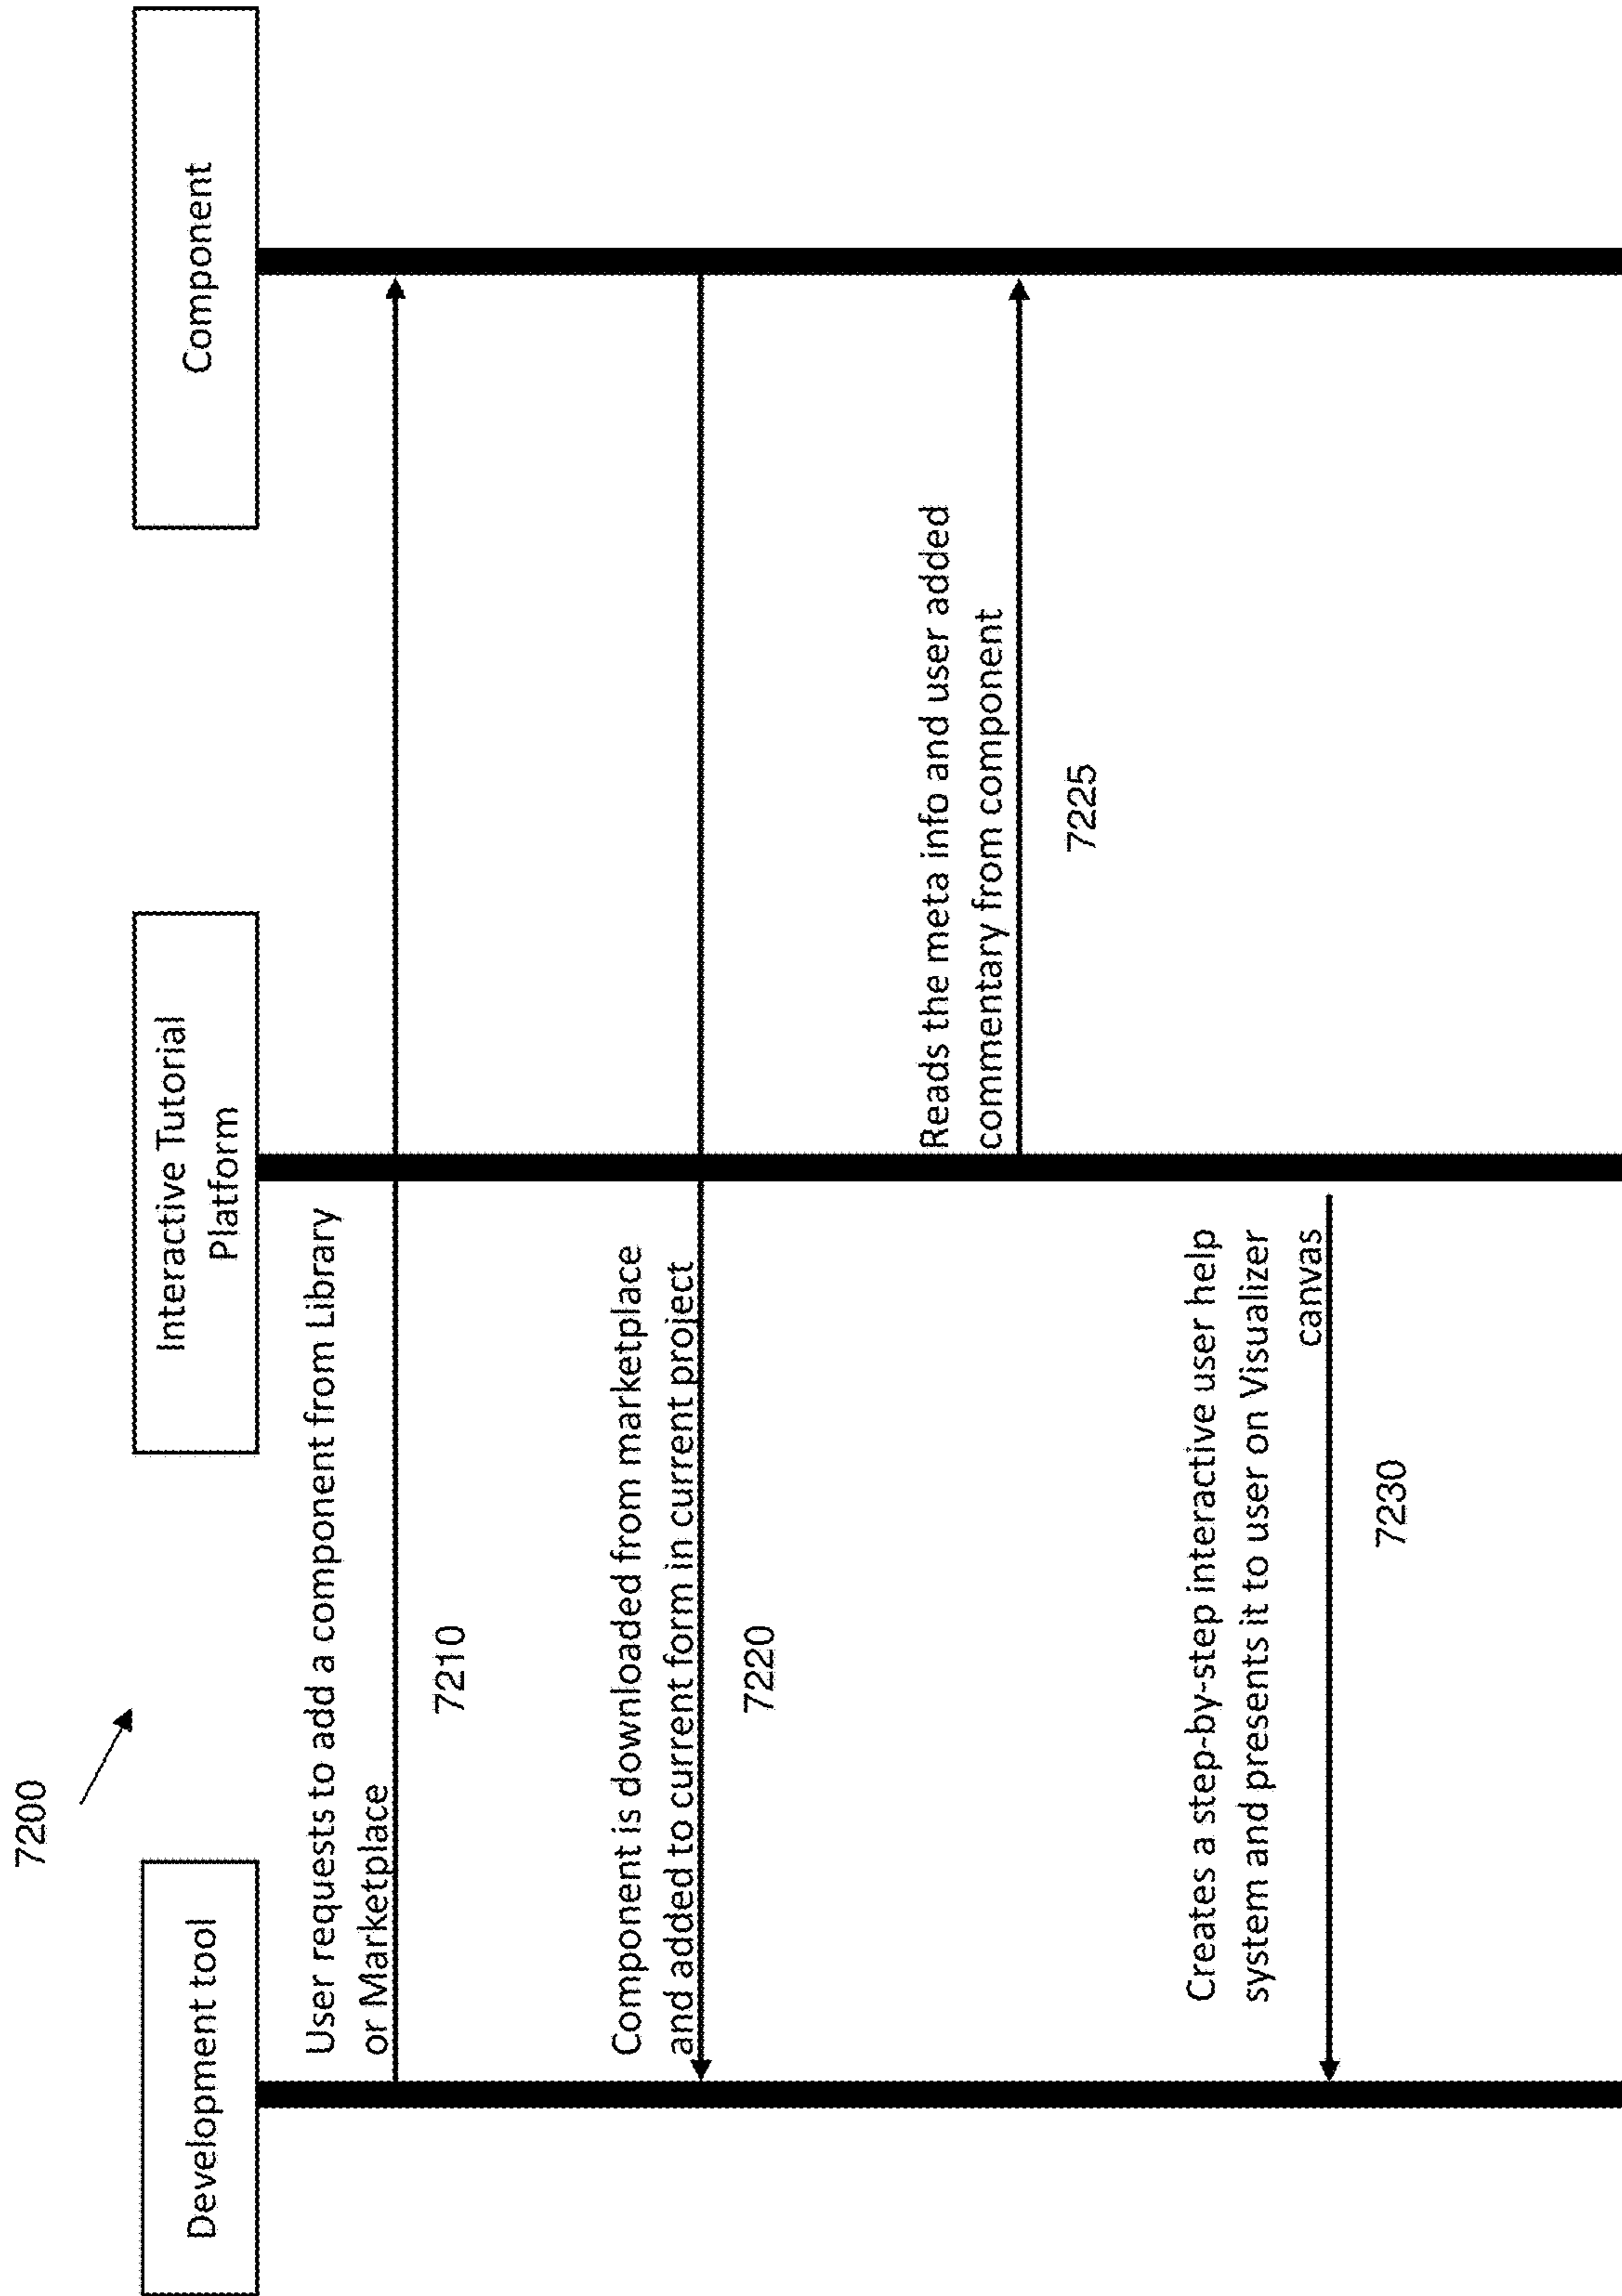 7200
Development tool
Interactive Tutorial
Platform
Component
User requests to add a component from Library
or Marketplace
7210
Component is downloaded from marketplace
and added to current form in current project
7220
Reads the meta info and user added
commentary from component
7225
Creates a step-by-step interactive user help
system and presents it to user on Visualizer
canvas
7230